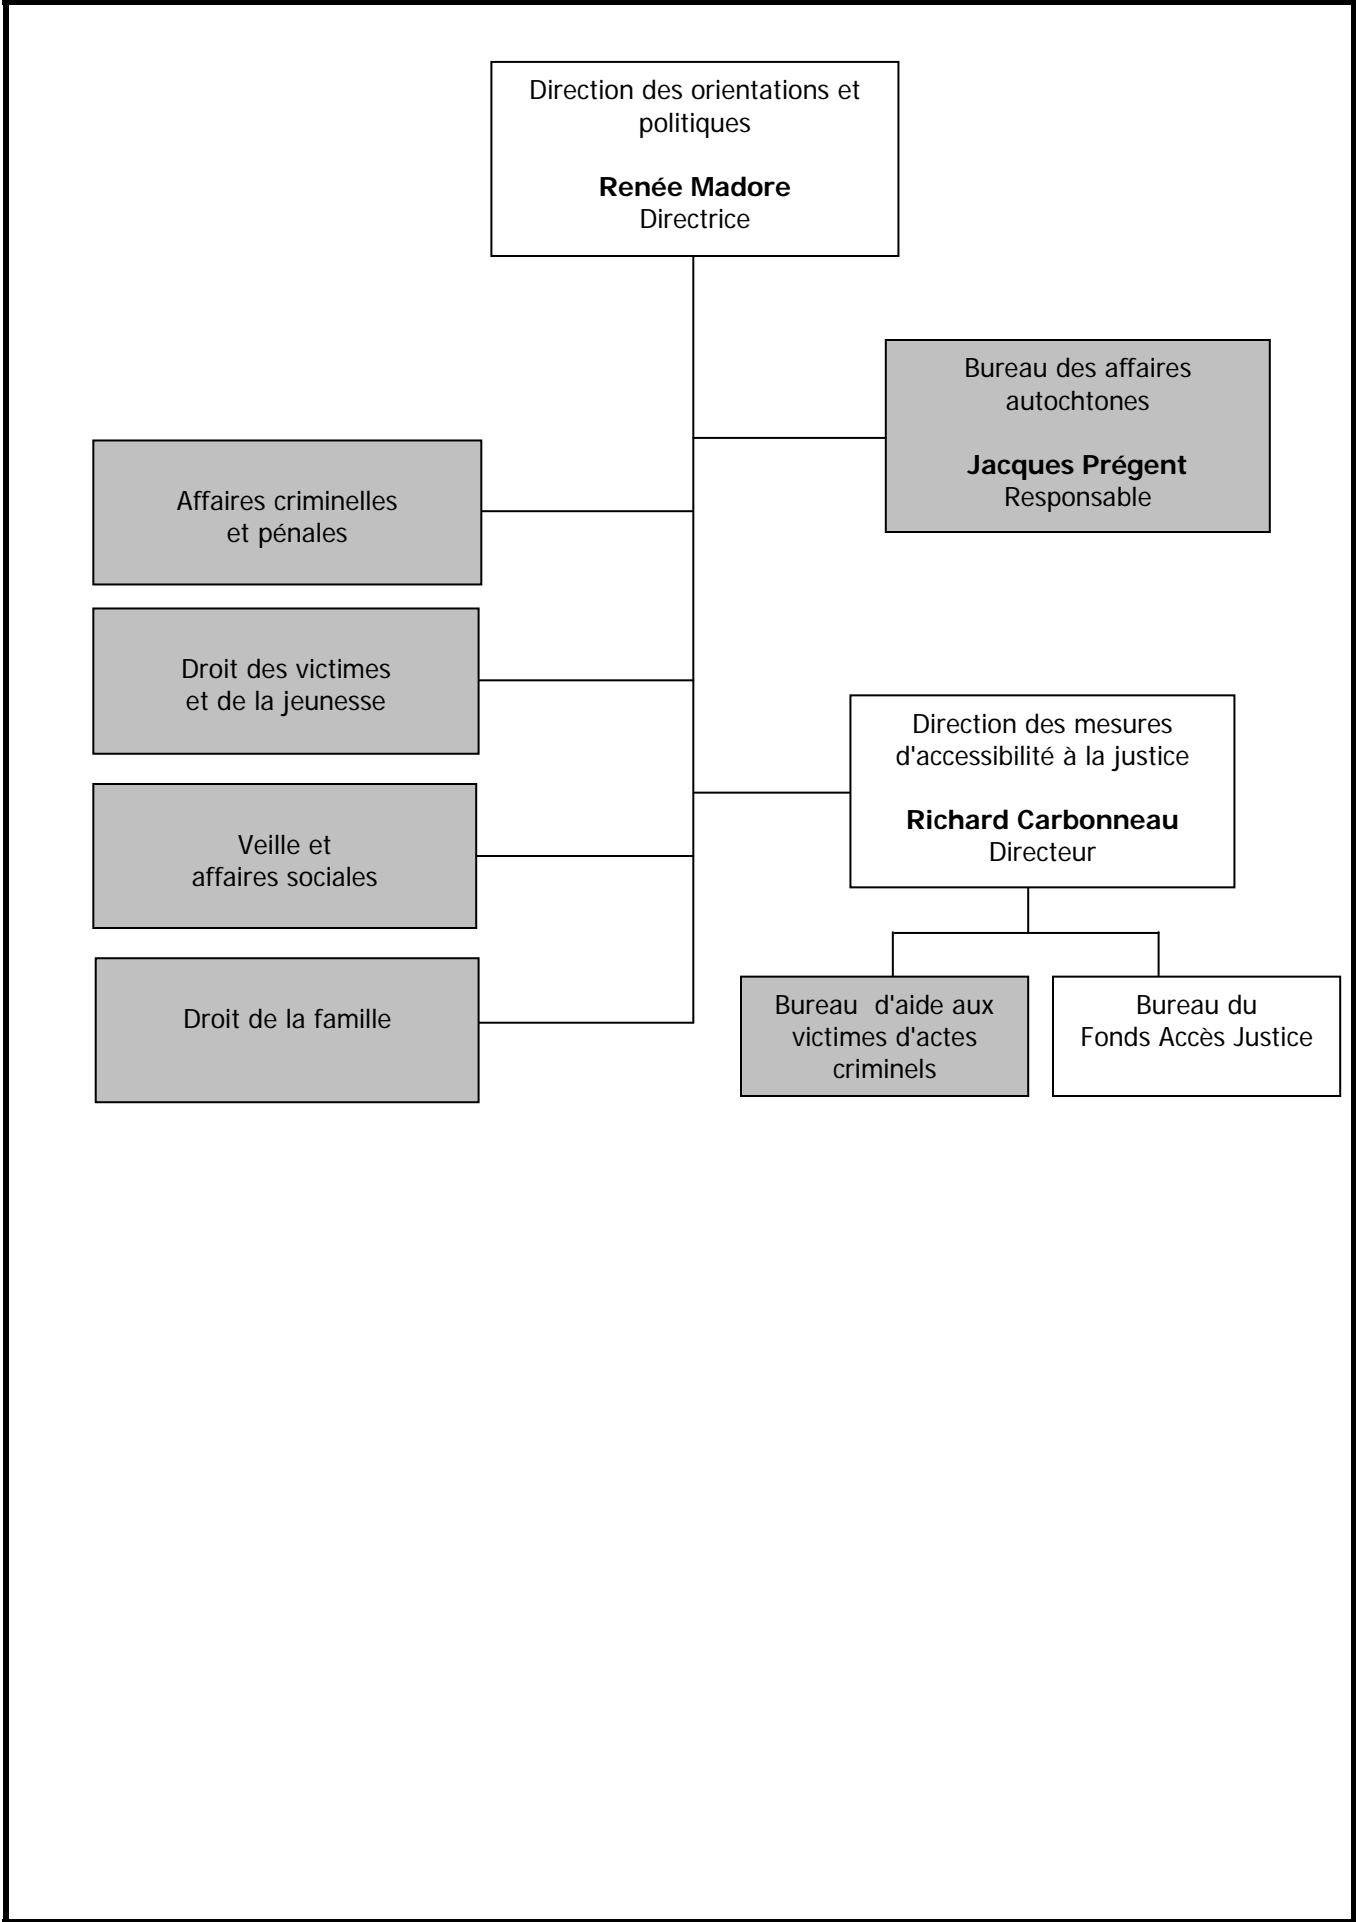 Direction des orientations et
politiques
Renée Madore
Directrice
Bureau des affaires
autochtones
Jacques Prégent
Responsable
Affaires criminelles
et pénales
Droit des victimes
et de la jeunesse
Direction des mesures
d'accessibilité à la justice
Richard Carbonneau
Directeur
Veille et
affaires sociales
Droit de la famille
Bureau  d'aide aux
victimes d'actes
criminels
Bureau du
Fonds Accès Justice